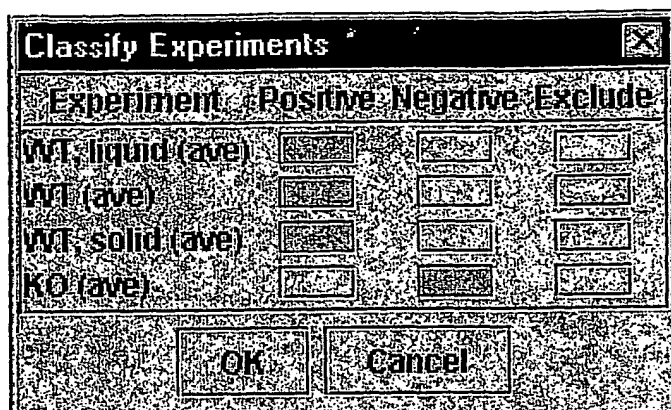 Classify Experiments
Experiment Positive Negative Exclude
WT, liquid (ave)
WT (ave)
WT, solid (ave)
KO (ave)
OK Cancel